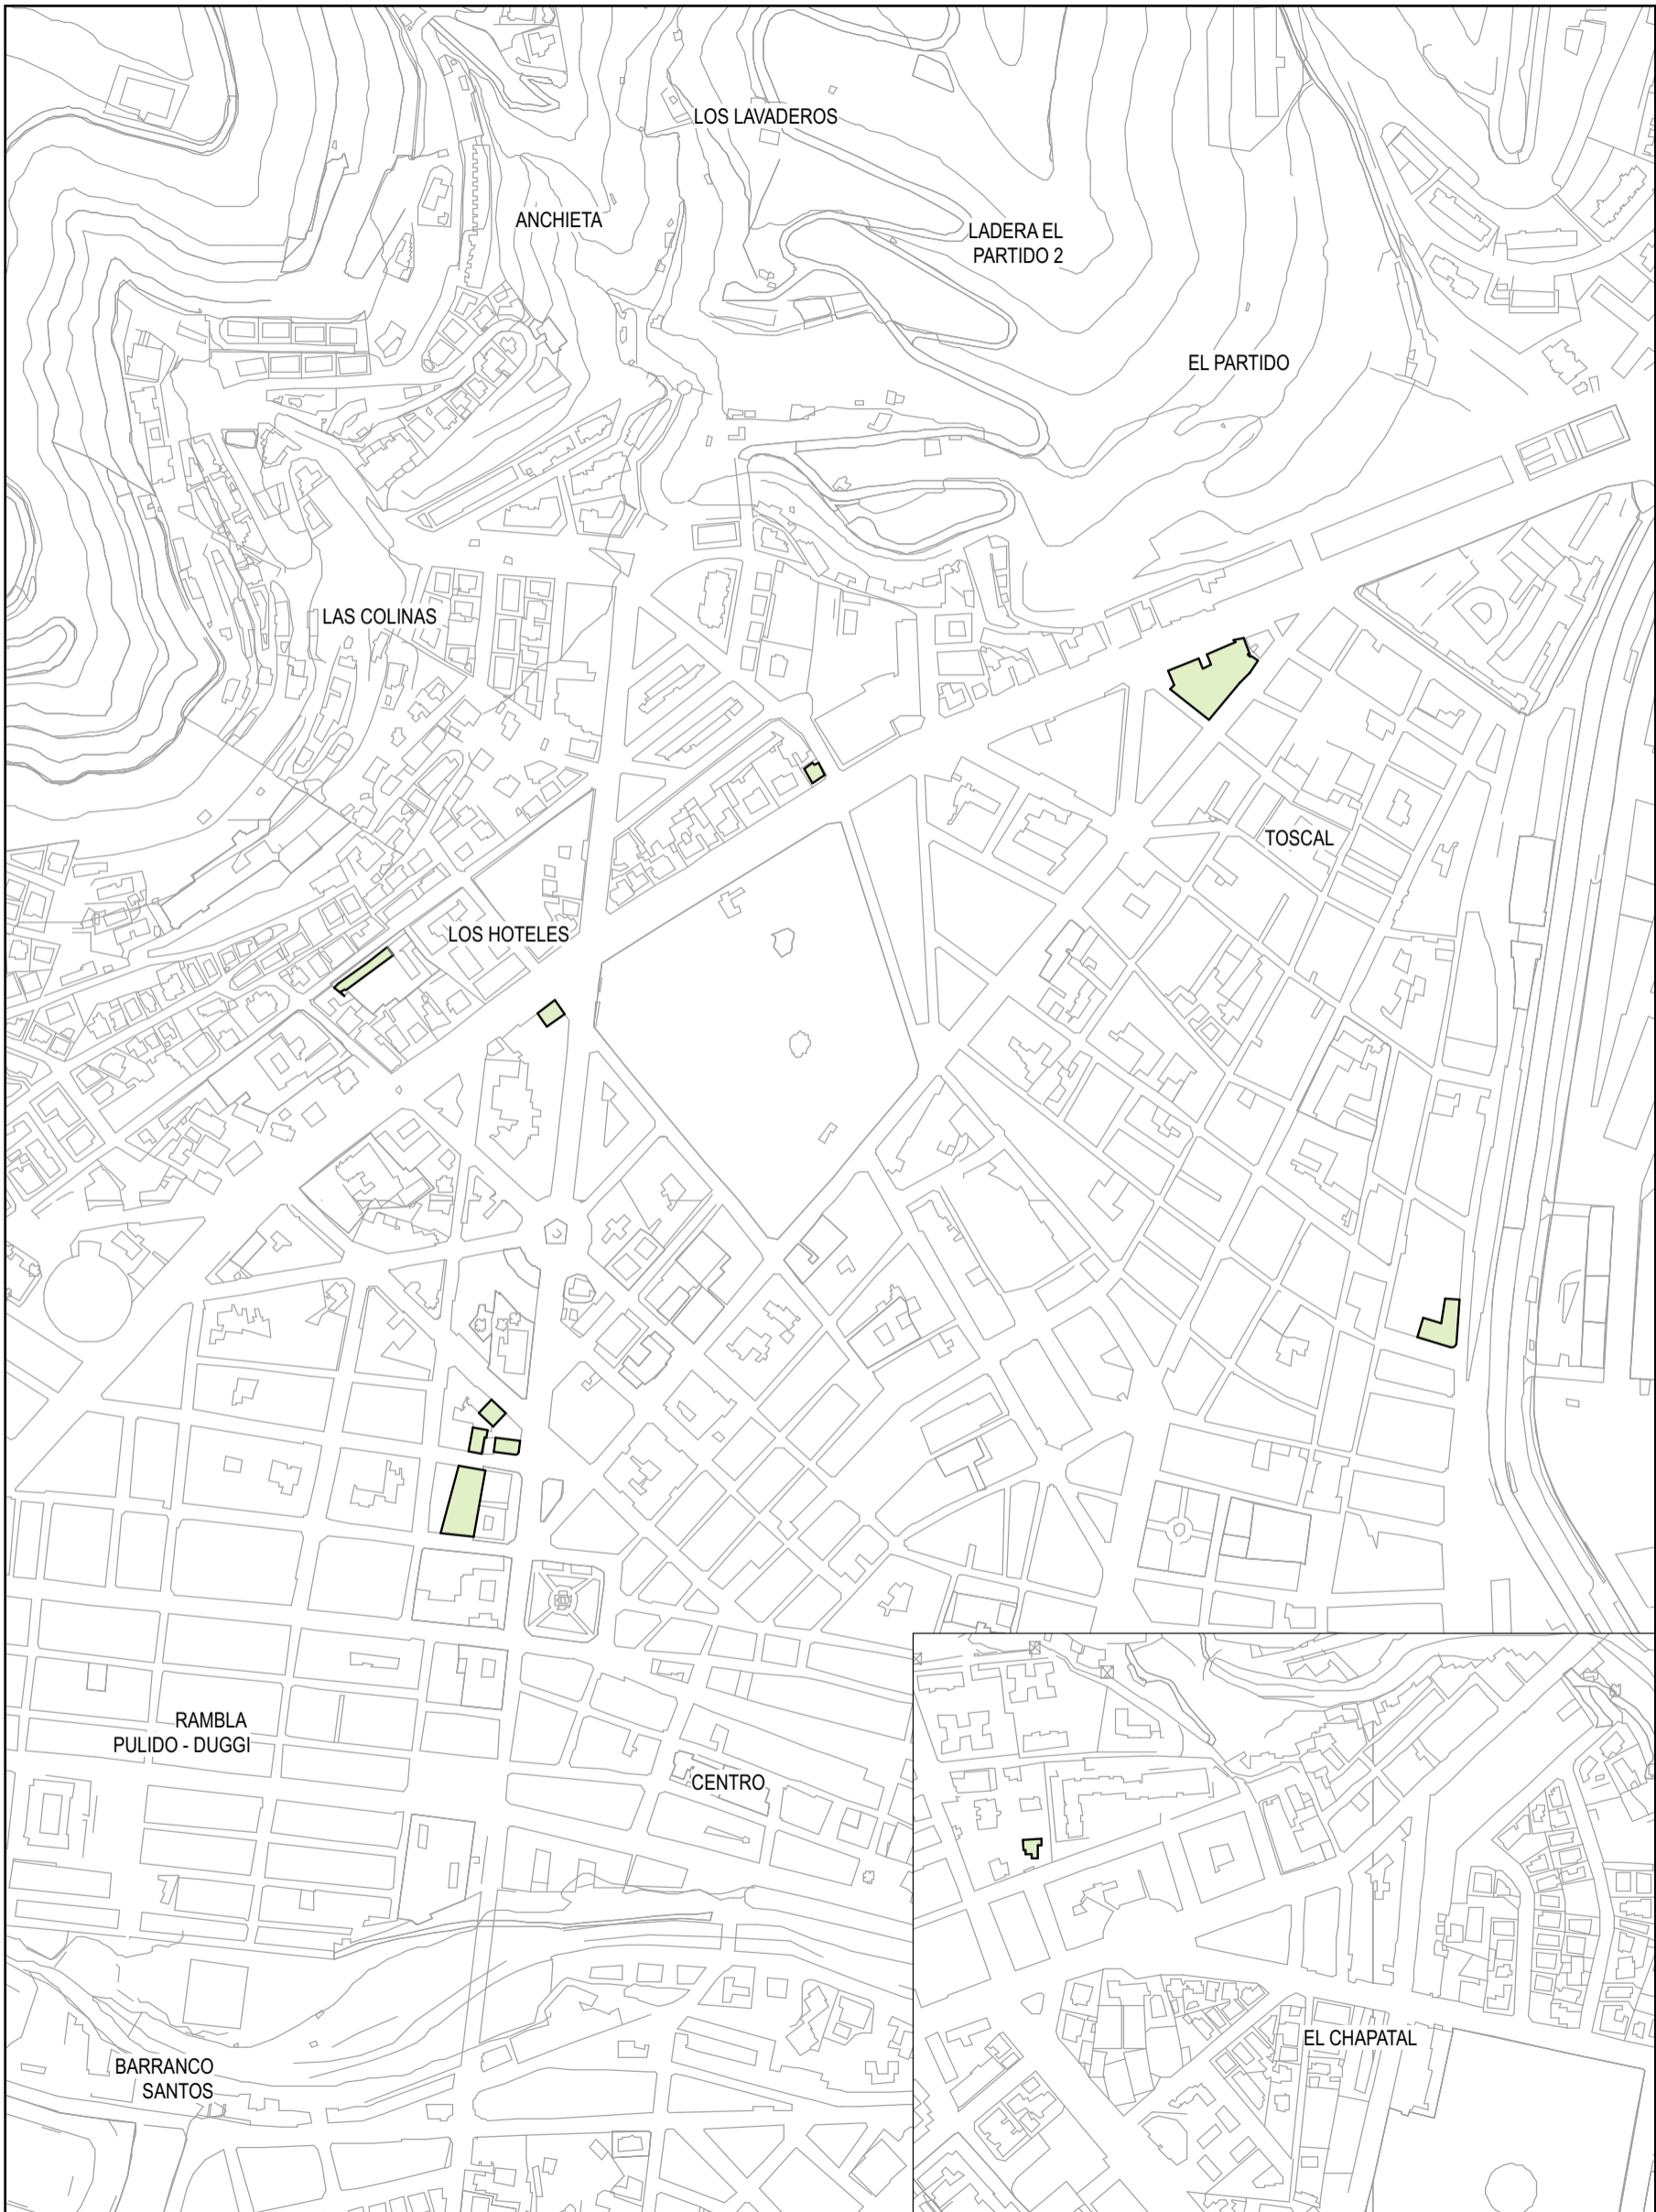 LOS LAVADEROS
ANCHIETA
LADERA EL
PARTIDO 2
EL PARTIDO
LAS COLINAS
TOSCAL
LOS HOTELES
RAMBLA
PULIDO - DUGGI
CENTRO
EL CHAPATAL
BARRANCO
SANTOS